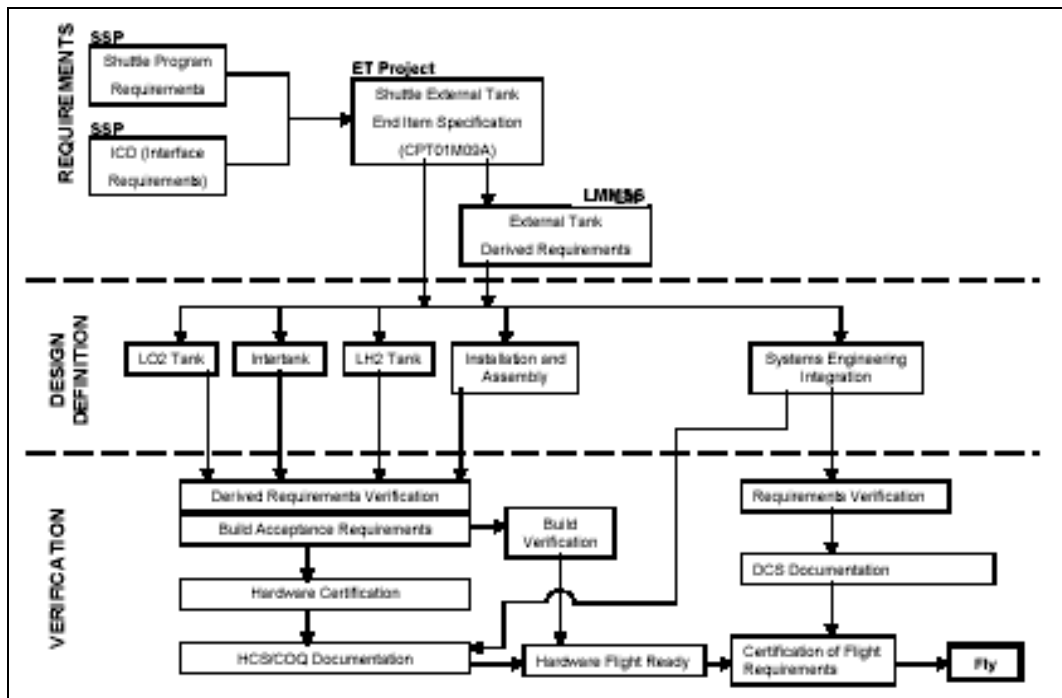 REQUIREMENTS
SSP
Shuttle Program
Requirements
SSP
ICD (Interface
Requirements)
ET Project
Shuttle External Tank
End Item Specification
(CPT01M09A)
External Tank
Derived Requirements
DESIGN
DEFINITION
LO2 Tank
Intertank
LH2 Tank
Installation and
Assembly
Systems Engineering
Integration
VERIFICATION
Derived Requirements Verification
Build Acceptance Requirements
Build
Verification
Hardware Certification
HCS/COQ Documentation
Hardware Flight Ready
Requirements Verification
DCS Documentation
Certification of Flight
Requirements
Fly